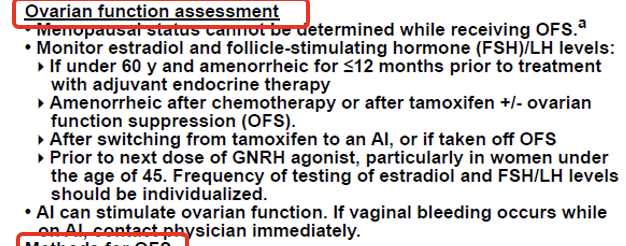 Ovarian function assessment
• Menopausal status cannot be determined while receiving OFS.a
• Monitor estradiol and follicle-stimulating hormone (FSH)/LH levels:
▸ If under 60 y and amenorrheic for ≤12 months prior to treatment
with adjuvant endocrine therapy
▸ Amenorrheic after chemotherapy or after tamoxifen +/- ovarian
function suppression (OFS).
▸ After switching from tamoxifen to an AI, or if taken off OFS
▸ Prior to next dose of GNRH agonist, particularly in women under
the age of 45. Frequency of testing of estradiol and FSH/LH levels
should be individualized.
• AI can stimulate ovarian function. If vaginal bleeding occurs while
on AI, contact physician immediately.
Methods for OFS